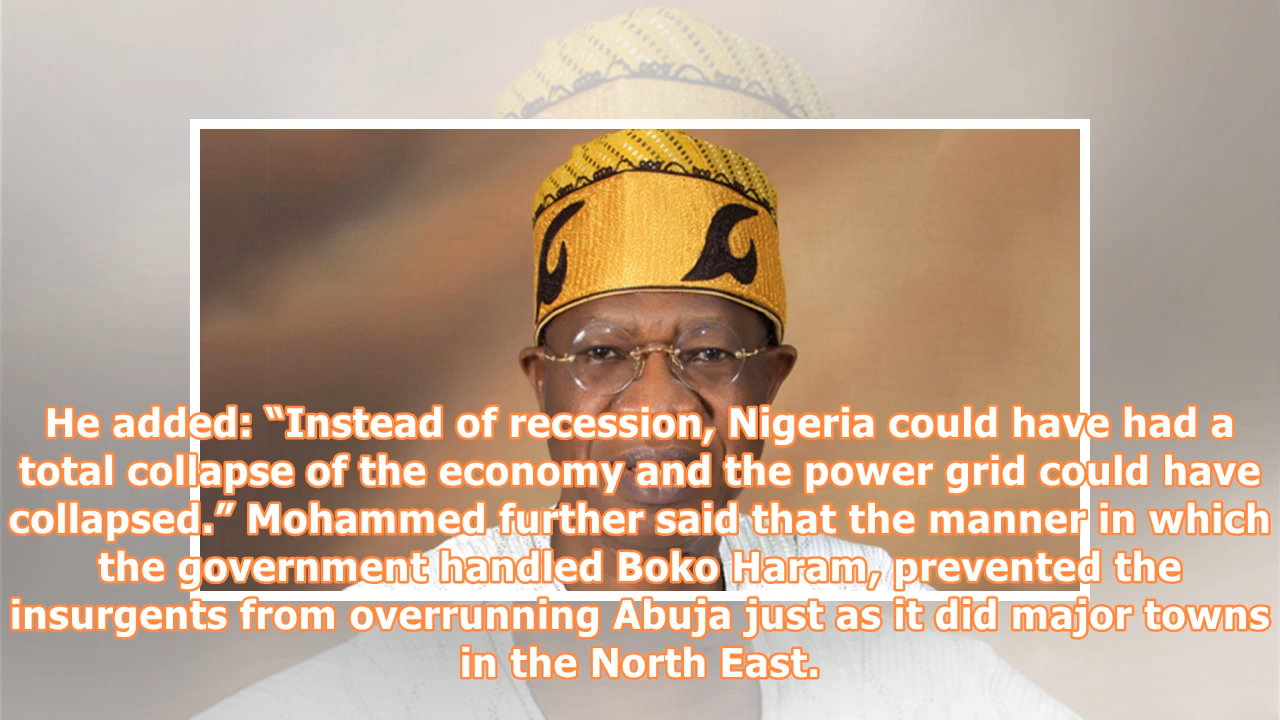 He added: “Instead of recession, Nigeria could have had a
total collapse of the economy and the power grid could have
collapsed.” Mohammed further said that the manner in which
the government handled Boko Haram, prevented the
insurgents from overrunning Abuja just as it did major towns
in the North East.